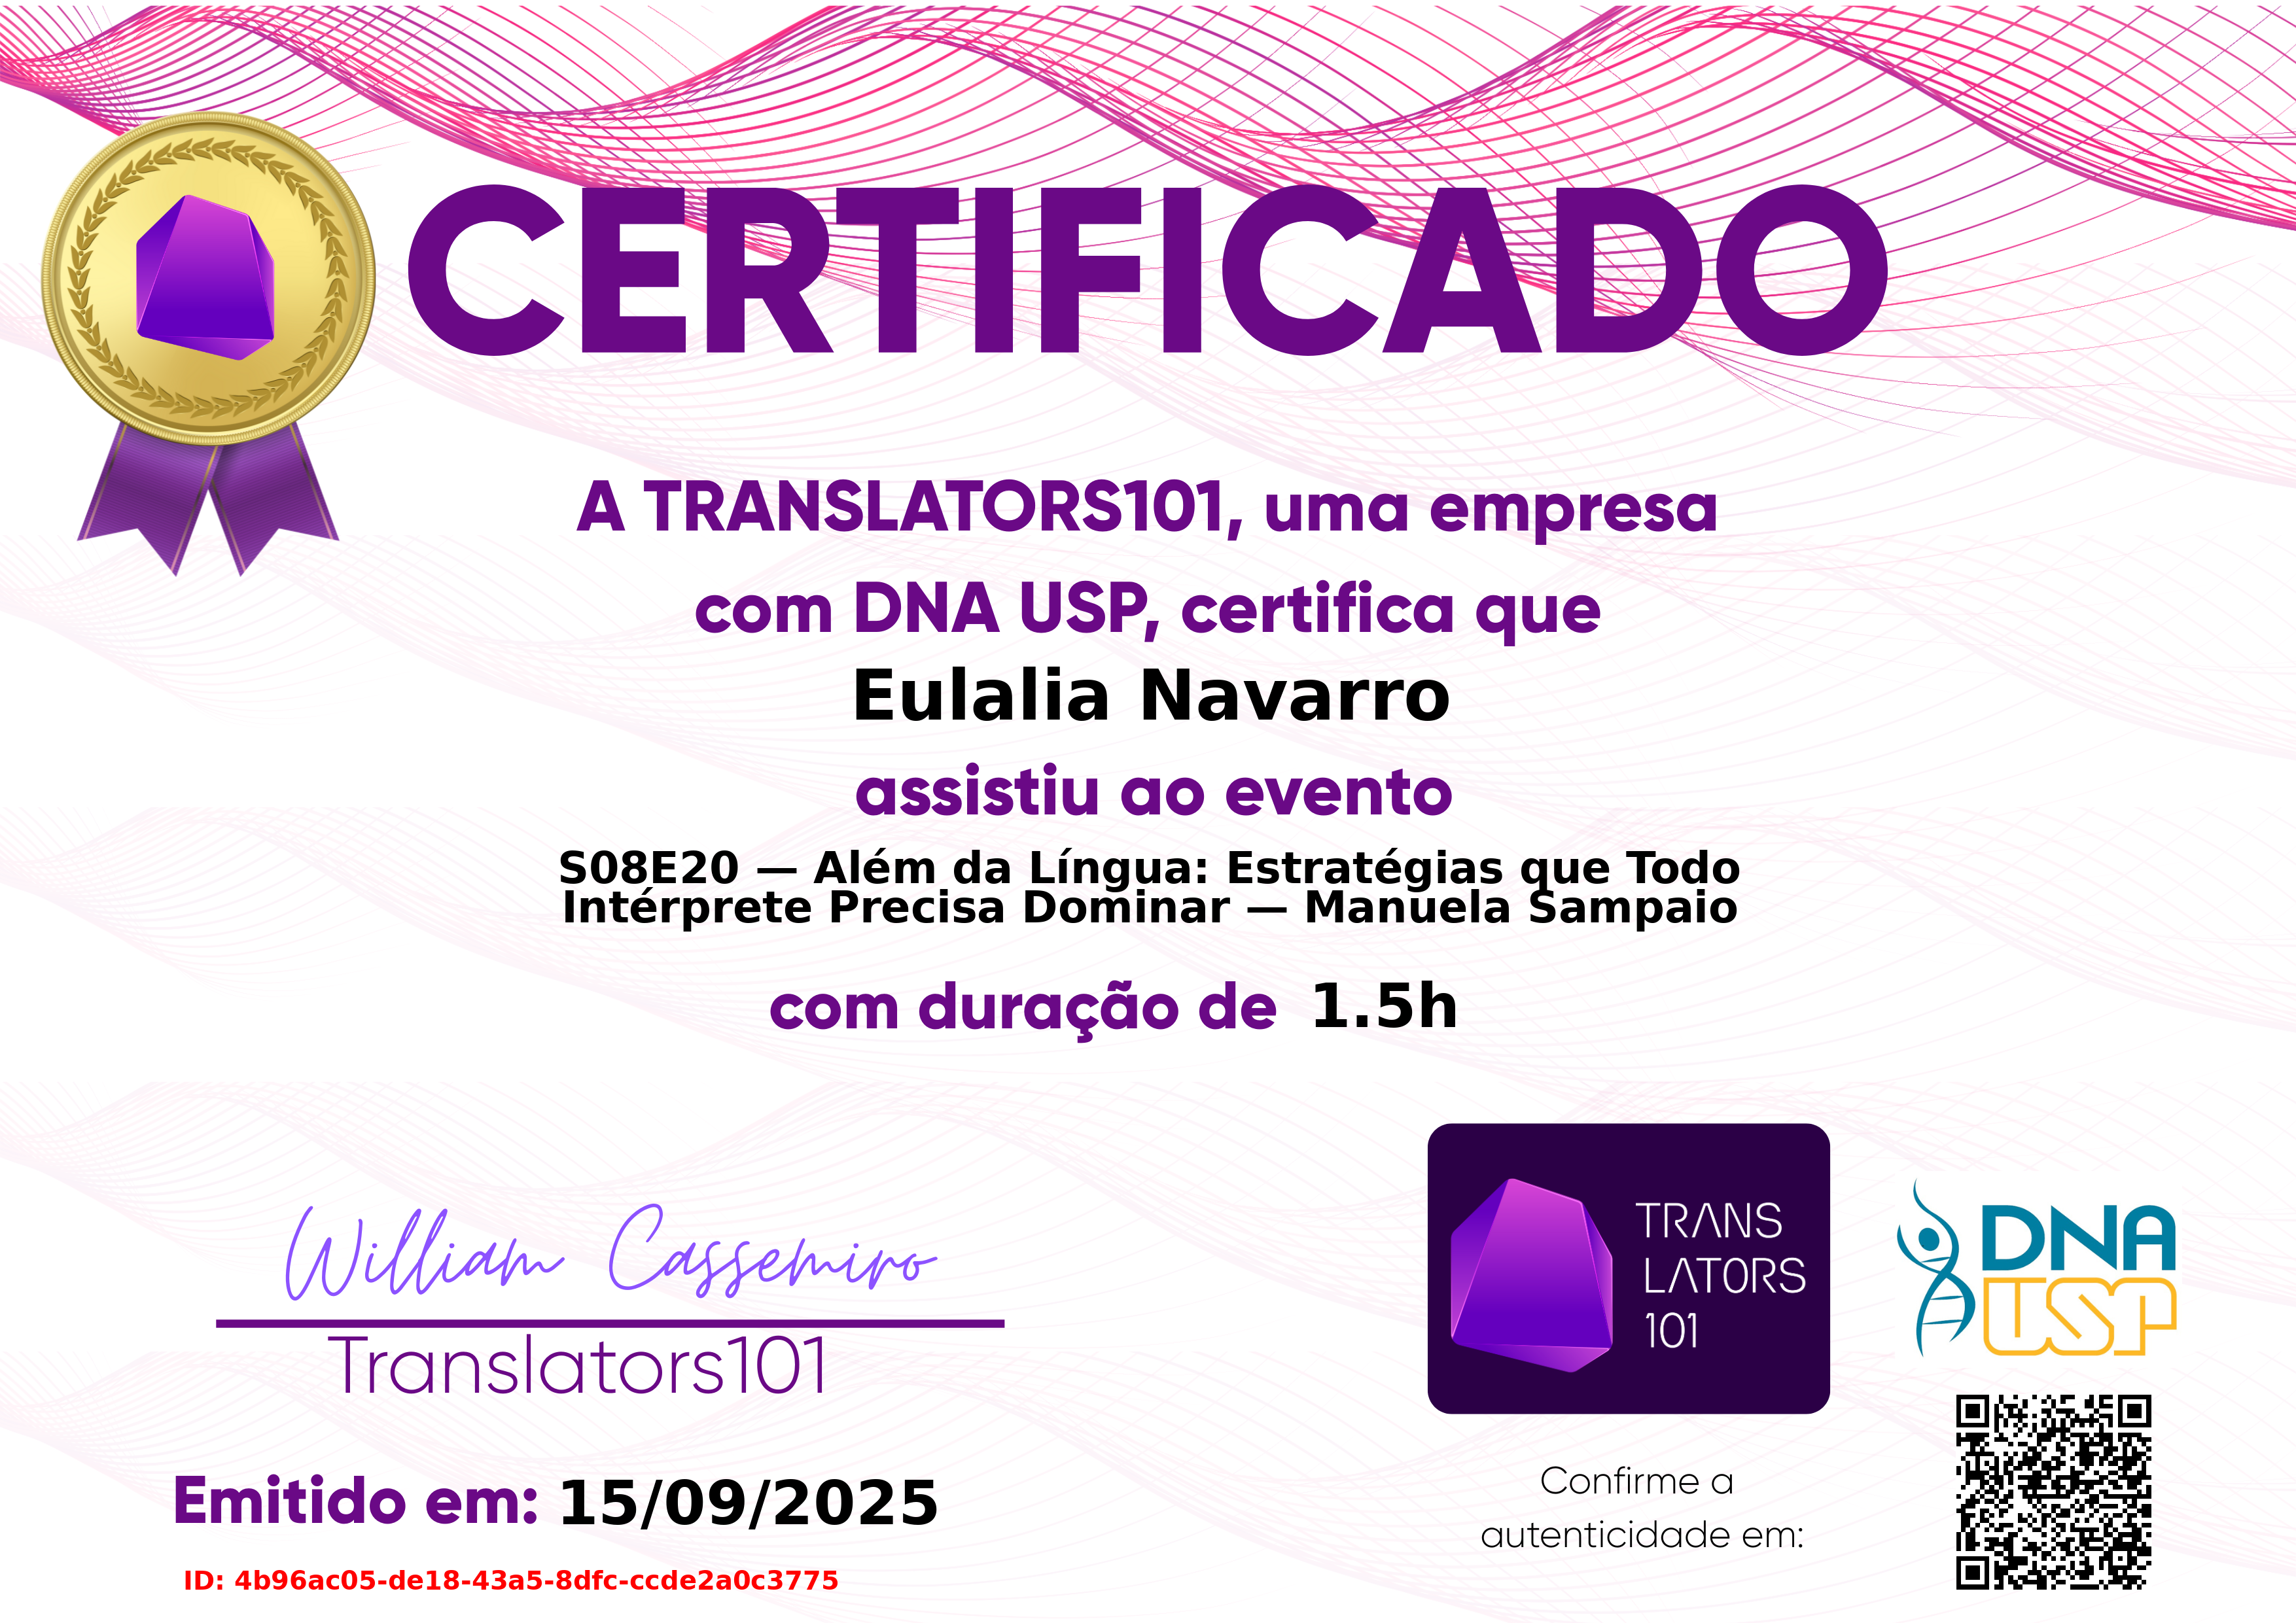 CERTIFICADO
A TRANSLATORS101, uma empresa
com DNA USP, certifica que
Eulalia Navarro
assistiu ao evento
S08E20 — Além da Língua: Estratégias que Todo
Intérprete Precisa Dominar — Manuela Sampaio
com duração de 1.5h
William Cassemiro
Translators101
Emitido em: 15/09/2025
ID: 4b96ac05-de18-43a5-8dfc-ccde2a0c3775
TRANS
LATORS
101
DNA
USP
Confirme a
autenticidade em: